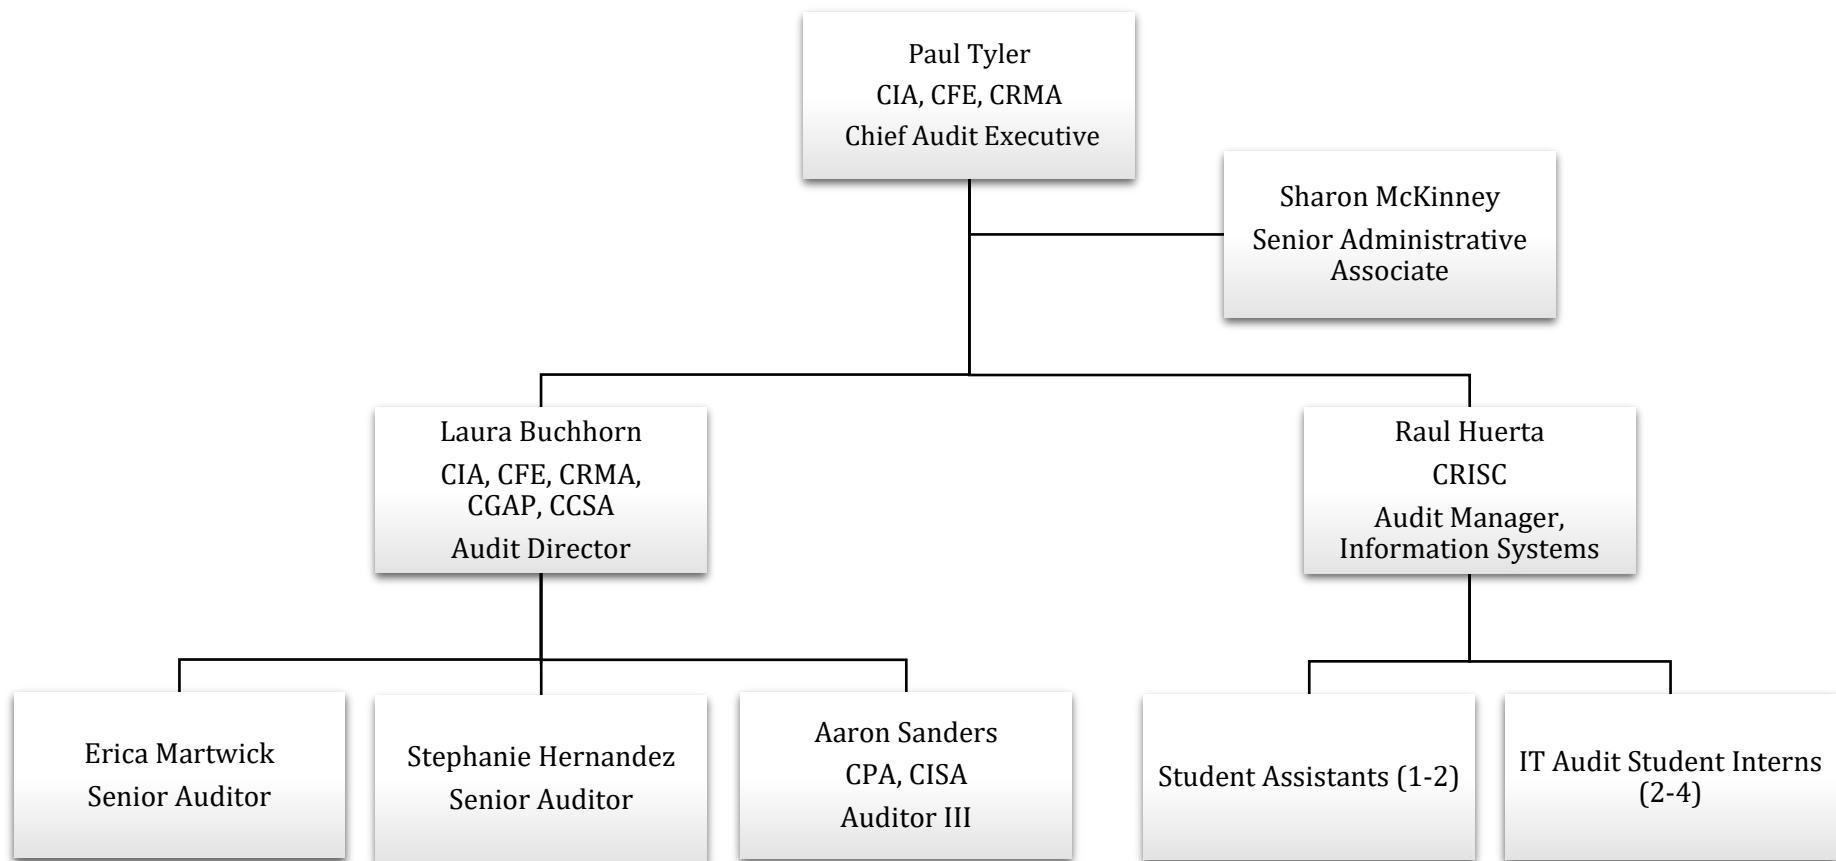 Paul Tyler
CIA, CFE, CRMA
Chief Audit Executive
Sharon McKinney
Senior Administrative
Associate
Laura Buchhorn
CIA, CFE, CRMA,
CGAP, CCSA
Audit Director
Raul Huerta
CRISC
Audit Manager,
Information Systems
Erica Martwick
Senior Auditor
Stephanie Hernandez
Senior Auditor
Aaron Sanders
CPA, CISA
Auditor III
Student Assistants (1-2)
IT Audit Student Interns
(2-4)